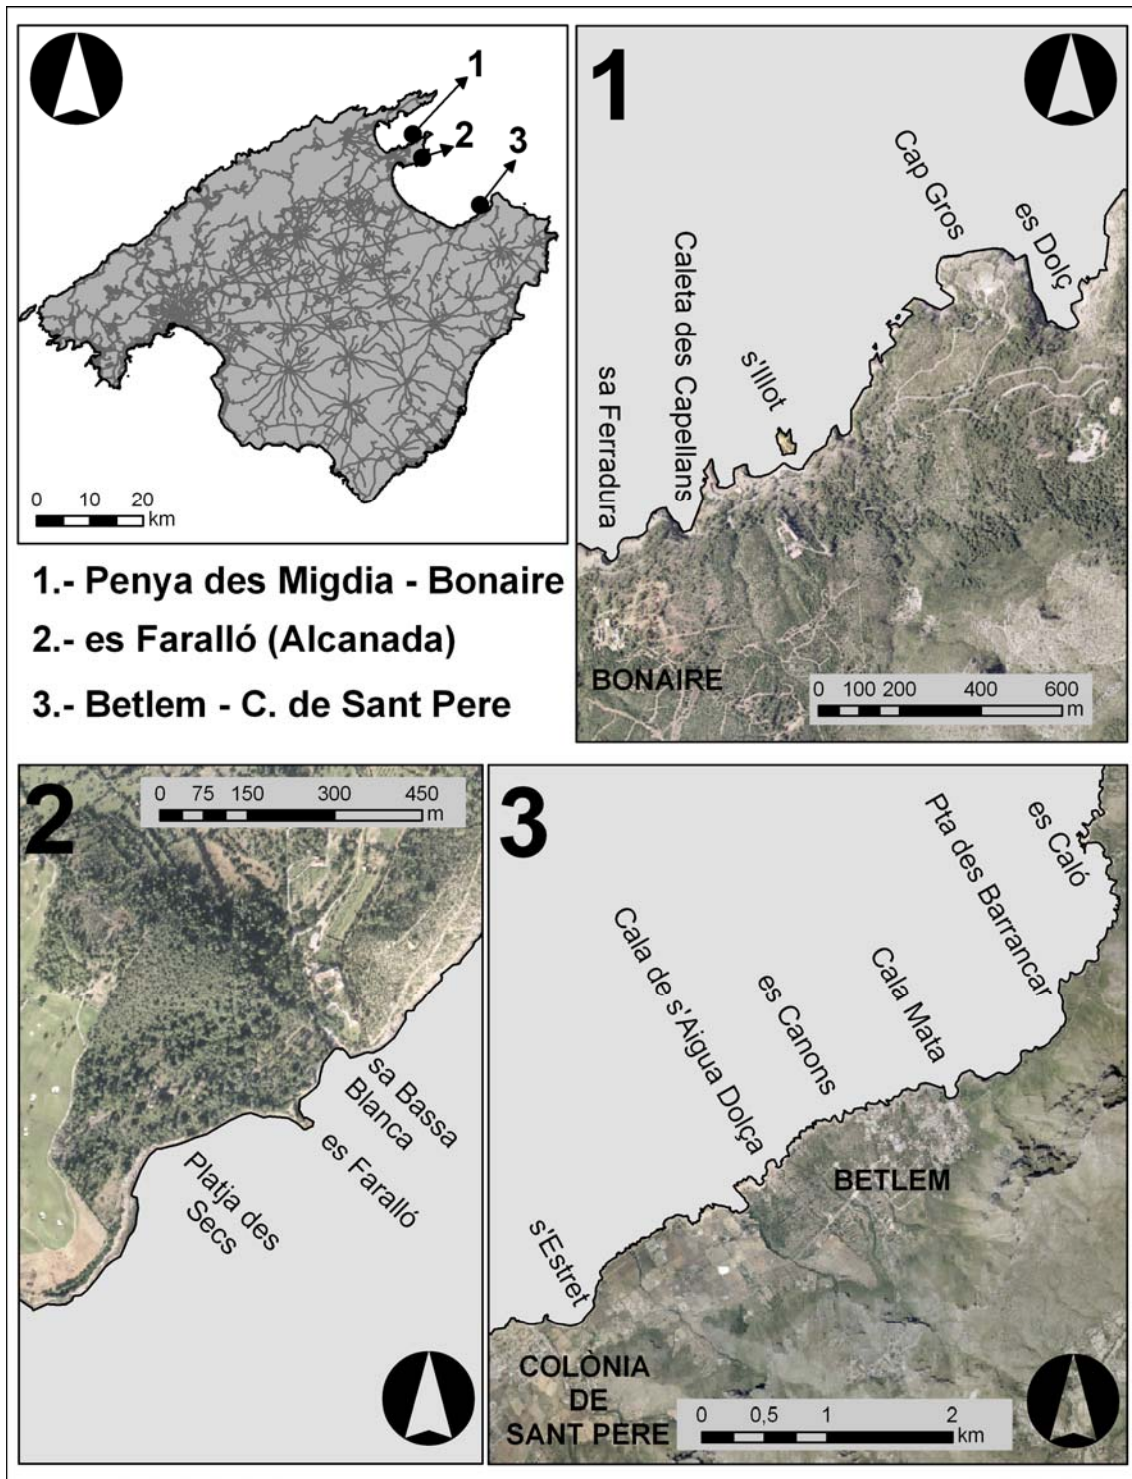 1
2
3
0 10 20
km
1.- Penya des Migdia - Bonaire
2.- es Faralló (Alcanada)
3.- Betlem - C. de Sant Pere
1
Cap Gros
es Dolç
Caleta des Capellans
s'Illot
sa Ferradura
BONAIRE
0 100 200 400 600
m
2
0 75 150 300 450
m
sa Bassa
Blanca
es Faralló
Platja des
Secs
3
es Caló
Pta des Barrancar
Cala Mata
es Canons
Cala de s'Aigua Dolça
s'Estret
BETLEM
COLÒNIA
DE
SANT PERE
0 0,5 1 2
km